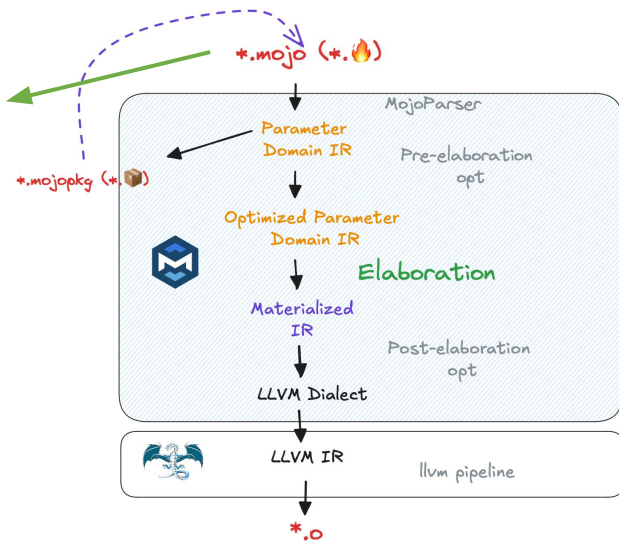 *.mojo (*.🔥)
MojoParser
Parameter
Domain IR
Pre-elaboration
opt
*.mojopkg (*.📦)
Optimized Parameter
Domain IR
Elaboration
Materialized
IR
Post-elaboration
opt
LLVM Dialect
LLVM IR
llvm pipeline
*.o